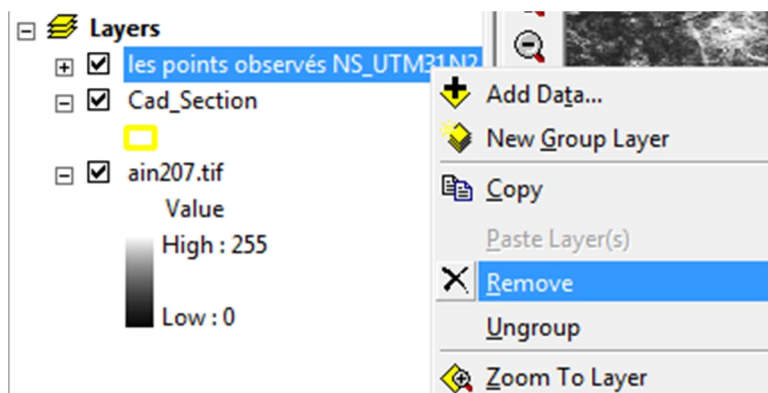 Layers
les points observés NS_UTM31N2
Cad_Section
ain207.tif
Value
High : 255
Low : 0
Add Data...
New Group Layer
Copy
Paste Layer(s)
Remove
Ungroup
Zoom To Layer